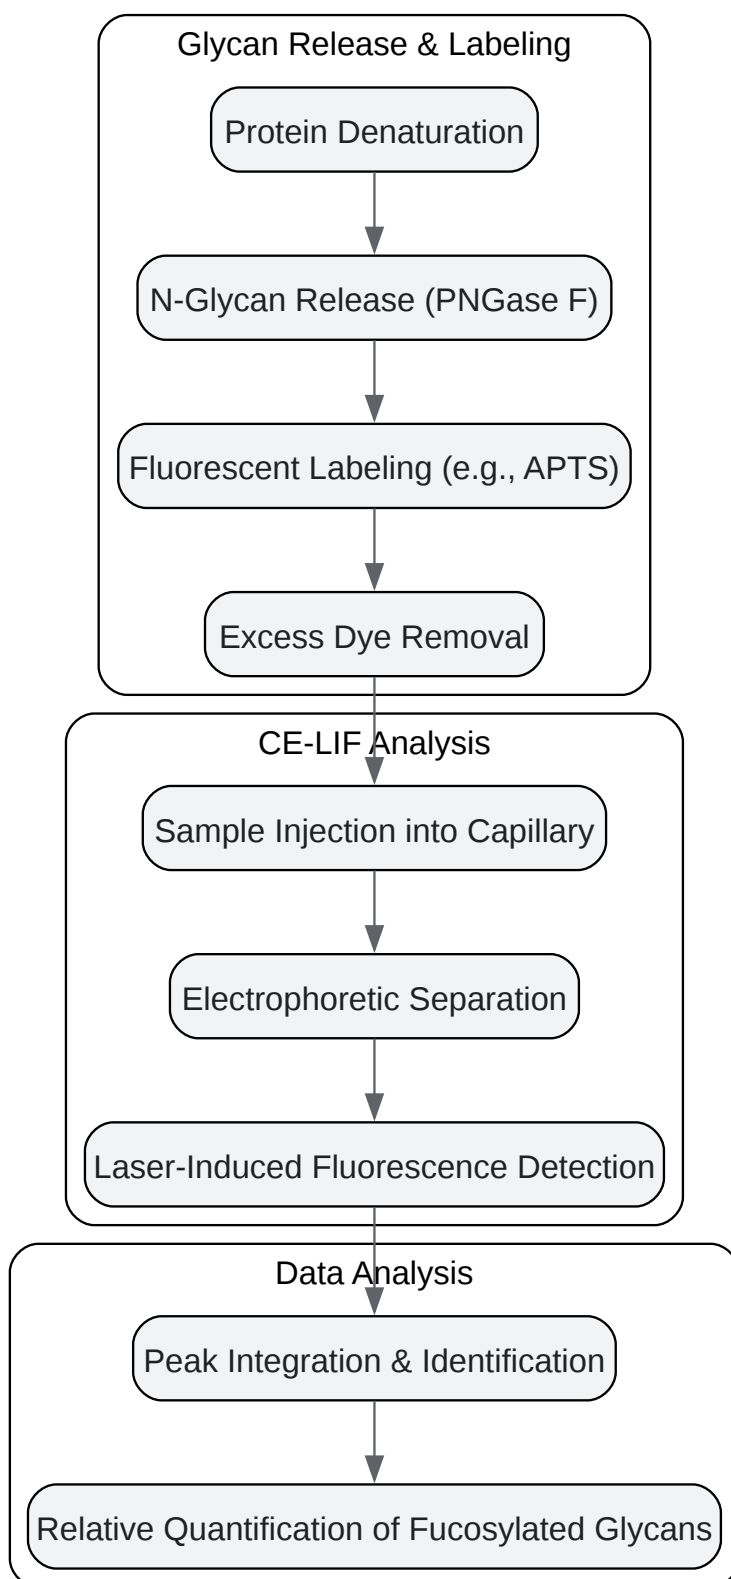 Glycan Release & Labeling
Protein Denaturation
N-Glycan Release (PNGase F)
Fluorescent Labeling (e.g., APTS)
Excess Dye Removal
CE-LIF Analysis
Sample Injection into Capillary
Electrophoretic Separation
Laser-Induced Fluorescence Detection
Data Analysis
Peak Integration & Identification
Relative Quantification of Fucosylated Glycans